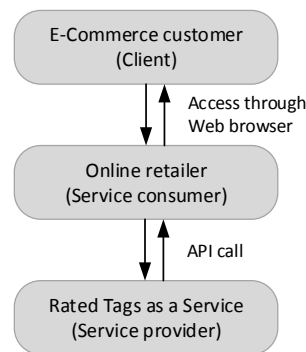 E-Commerce customer
(Client)
Access through
Web browser
Online retailer
(Service consumer)
API call
Rated Tags as a Service
(Service provider)